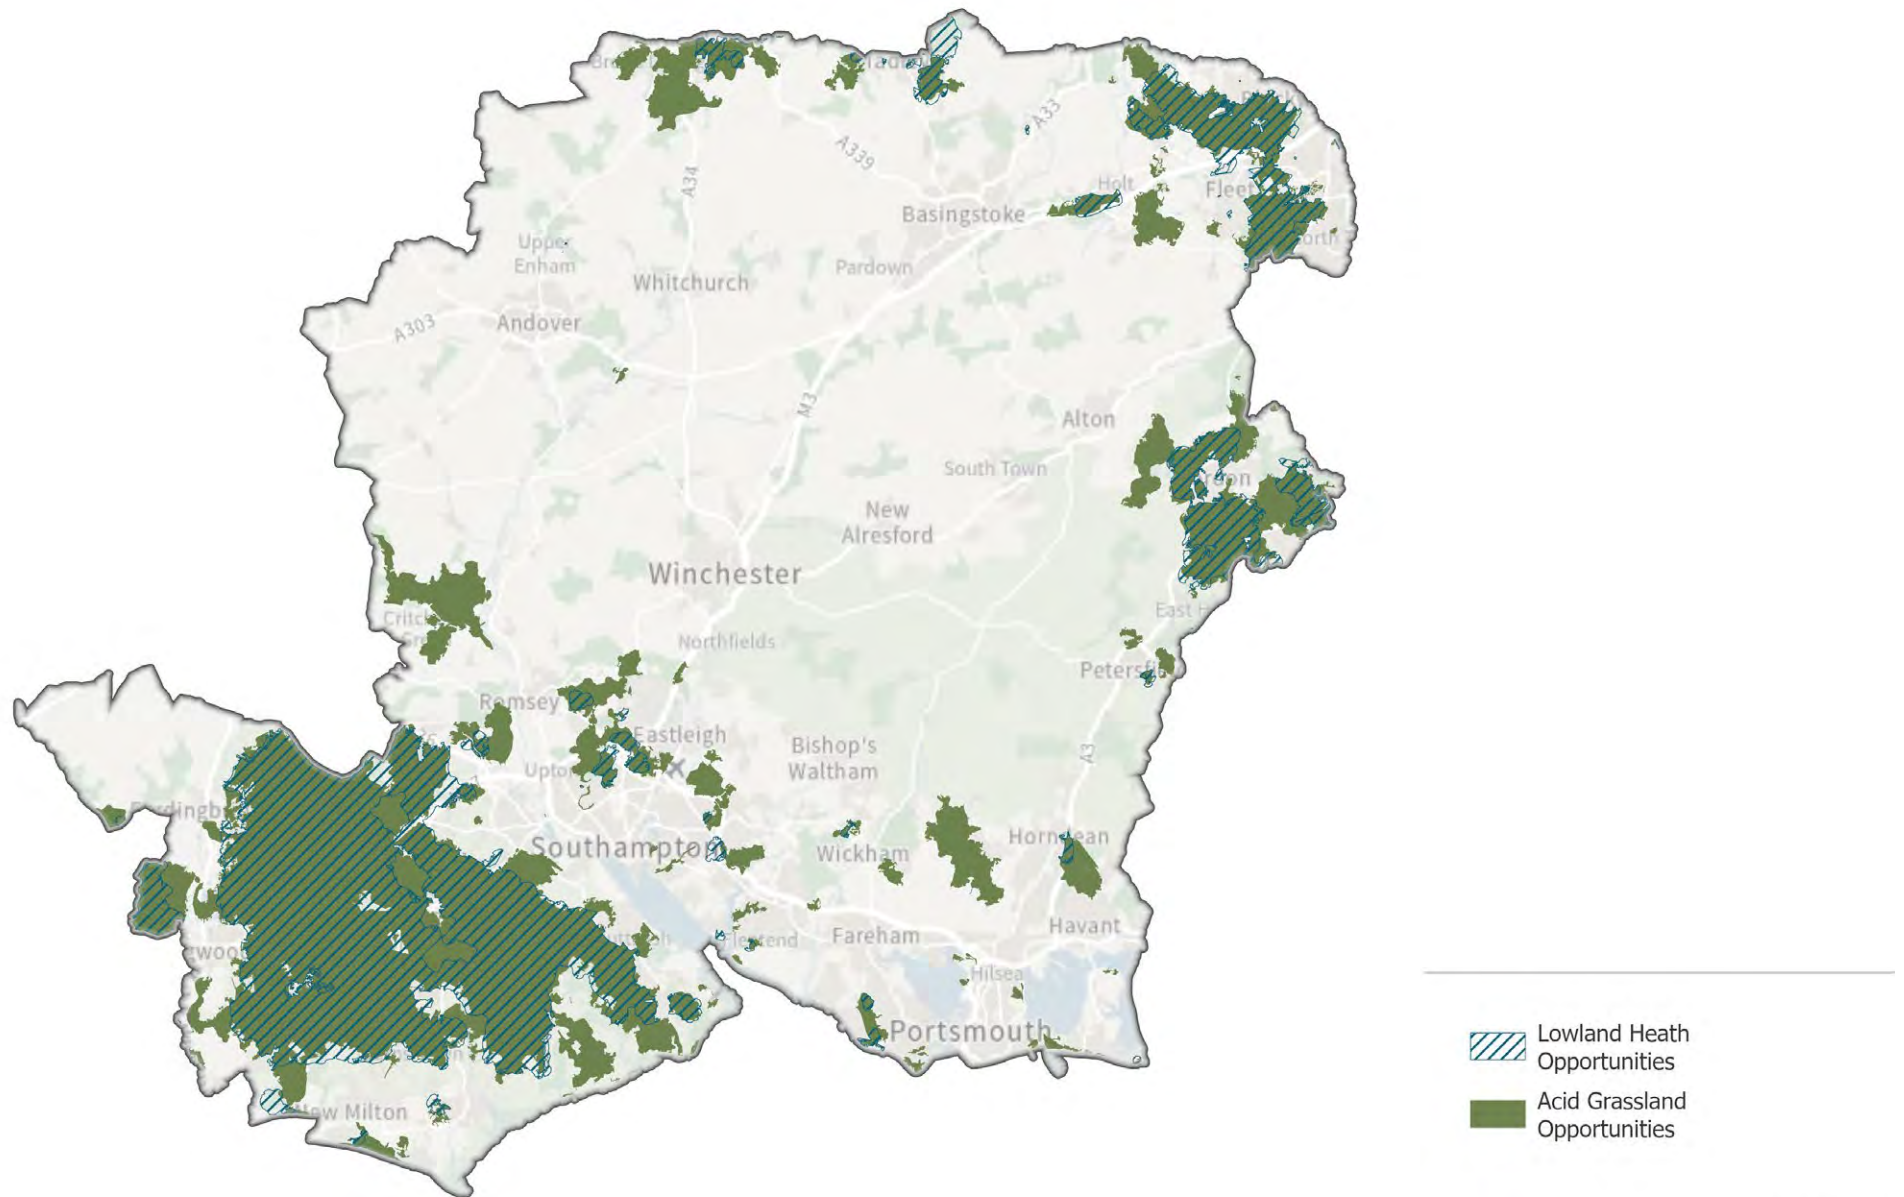 A33
A339
A34
Holt
Fleet
Basingstoke
Upper
Enham
Pardown
Whitchurch
A303
Andover
M3
Alton
South Town
New
Alresford
Winchester
Northfields
Romsey
Eastleigh
Bishop's
Waltham
A3
Southampton
Wickham
Fareham
Havant
Hilsea
Portsmouth
New Milton
Lowland Heath
Opportunities
Acid Grassland
Opportunities